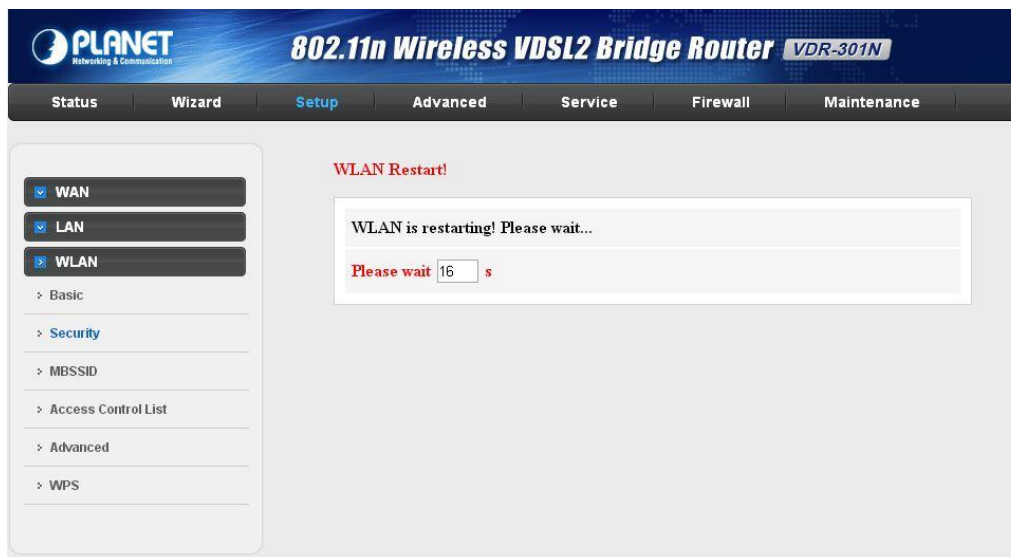 PLANET
Networking & Communication
802.11n Wireless VDSL2 Bridge Router VDR-301N
Status Wizard Setup Advanced Service Firewall Maintenance
WAN
LAN
WLAN
Basic
Security
MBSSID
Access Control List
Advanced
WPS
WLAN Restart!
WLAN is restarting! Please wait...
Please wait 16 s